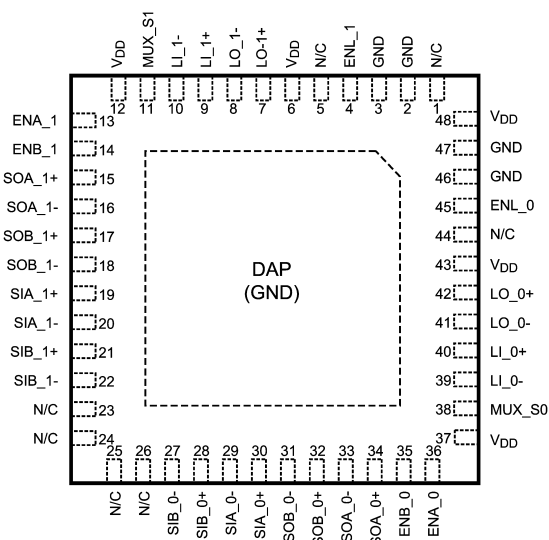 VDD
MUX_S1
LI_1-
LI_1+
LO_1-
LO-1+
VDD
N/C
ENL_1
GND
GND
N/C
12
11
10
9
8
7
6
5
4
3
2
1
ENA_1 13
ENB_1 14
SOA_1+ 15
SOA_1- 16
SOB_1+ 17
SOB_1- 18
SIA_1+ 19
SIA_1- 20
SIB_1+ 21
SIB_1- 22
N/C 23
N/C 24
DAP
(GND)
48 VDD
47 GND
46 GND
45 ENL_0
44 N/C
43 VDD
42 LO_0+
41 LO_0-
40 LI_0+
39 LI_0-
38 MUX_S0
37 VDD
25
26
27
28
29
30
31
32
33
34
35
36
N/C
N/C
SIB_0-
SIB_0+
SIA_0-
SIA_0+
SOB_0-
SOB_0+
SOA_0-
SOA_0+
ENB_0
ENA_0